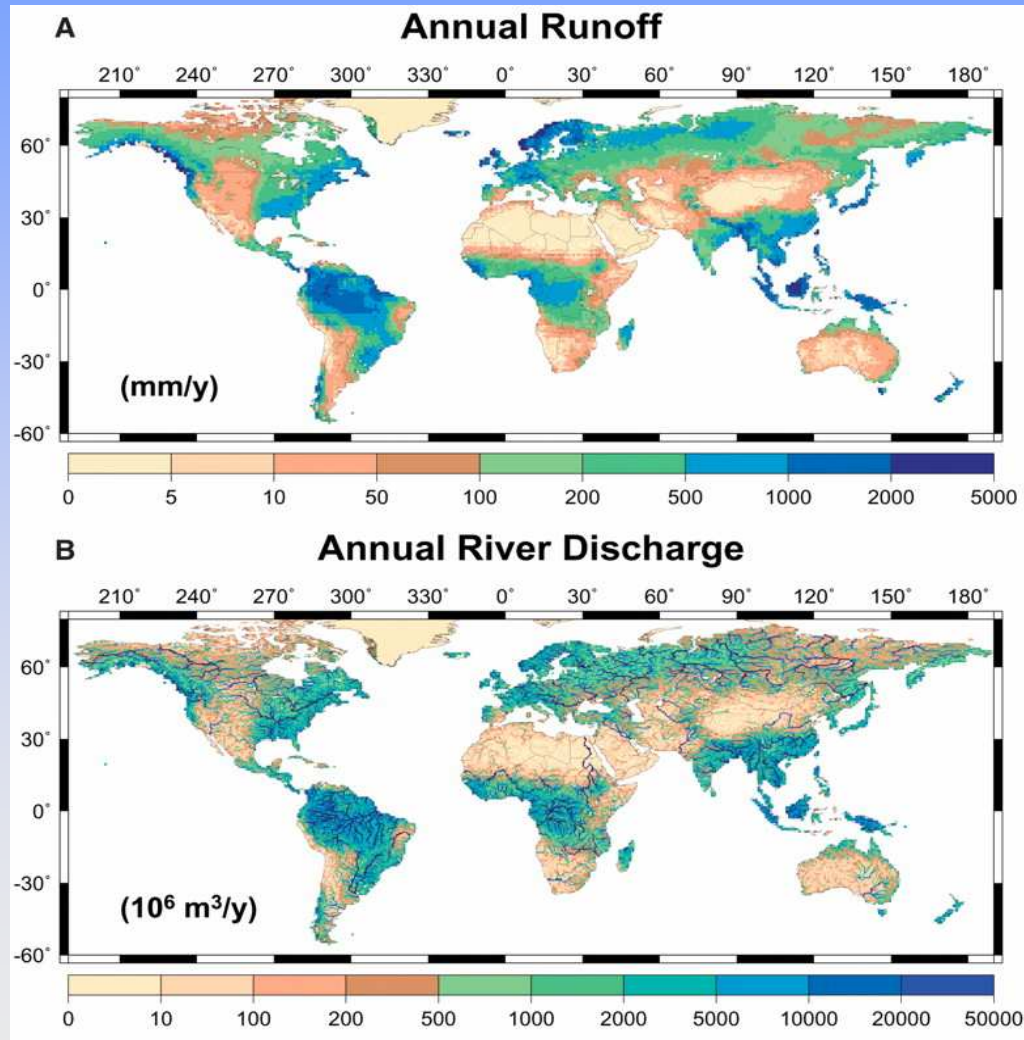 A
Annual Runoff
210° 240° 270° 300° 330° 0° 30° 60° 90° 120° 150° 180°
60°
30°
0°
-30°
-60°
(mm/y)
0 5 10 50 100 200 500 1000 2000 5000
B
Annual River Discharge
210° 240° 270° 300° 330° 0° 30° 60° 90° 120° 150° 180°
60°
30°
0°
-30°
-60°
(10⁶ m³/y)
0 10 100 200 500 1000 2000 5000 10000 20000 50000